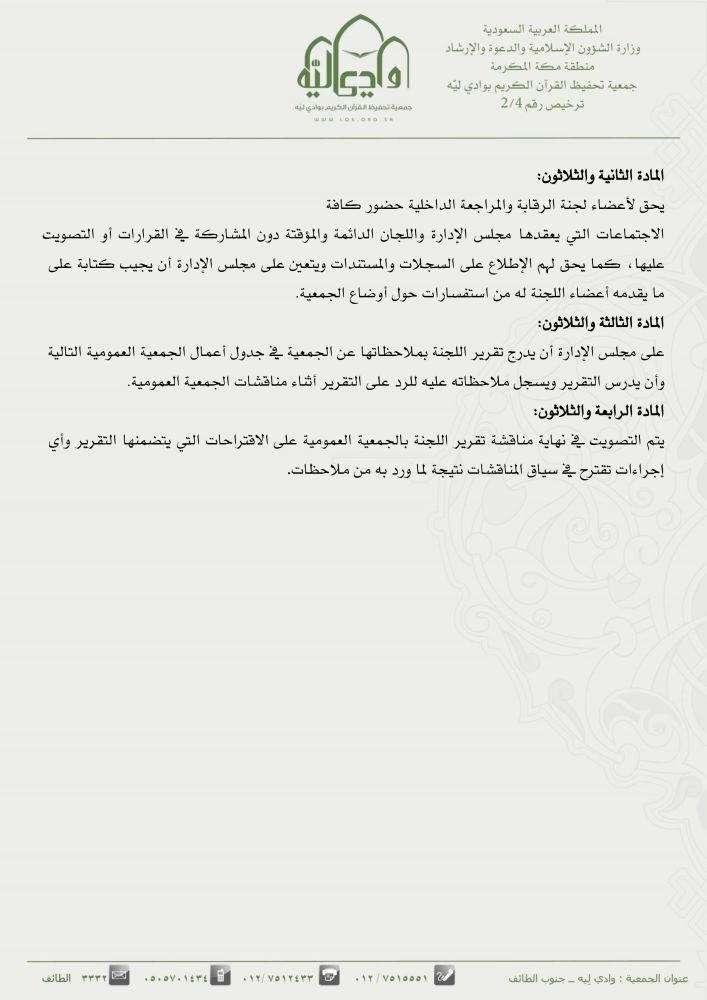 المملكة العربية السعودية
وزارة الشؤون الإسلامية والدعوة والإرشاد
منطقة مكة المكرمة
جمعية تحفيظ القرآن الكريم بوادي ليّه
ترخيص رقم 2/4
وادي ليّه
جمعية تحفيظ القرآن الكريم بوادي ليه
WWW.LQS.ORG.SA
المادة الثانية والثلاثون:
يحق لأعضاء لجنة الرقابة والمراجعة الداخلية حضور كافة
الاجتماعات التي يعقدها مجلس الإدارة واللجان الدائمة والمؤقتة دون المشاركة في القرارات أو التصويت
عليها، كما يحق لهم الإطلاع على السجلات والمستندات ويتعين على مجلس الإدارة أن يجيب كتابة على
ما يقدمه أعضاء اللجنة له من استفسارات حول أوضاع الجمعية.
المادة الثالثة والثلاثون:
على مجلس الإدارة أن يدرج تقرير اللجنة بملاحظاتها عن الجمعية في جدول أعمال الجمعية العمومية التالية
وأن يدرس التقرير ويسجل ملاحظاته عليه للرد على التقرير أثناء مناقشات الجمعية العمومية.
المادة الرابعة والثلاثون:
يتم التصويت في نهاية مناقشة تقرير اللجنة بالجمعية العمومية على الاقتراحات التي يتضمنها التقرير وأي
إجراءات تقترح في سياق المناقشات نتيجة لما ورد به من ملاحظات.
عنوان الجمعية : وادي لِيه ــ جنوب الطائف ٠١٢/ ٧٥١٥٥٥١ ٠١٢/ ٧٥١٢٤٣٣ ٠٥٠٥٧٠١٤٣٤ ٣٣٣٢ الطائف